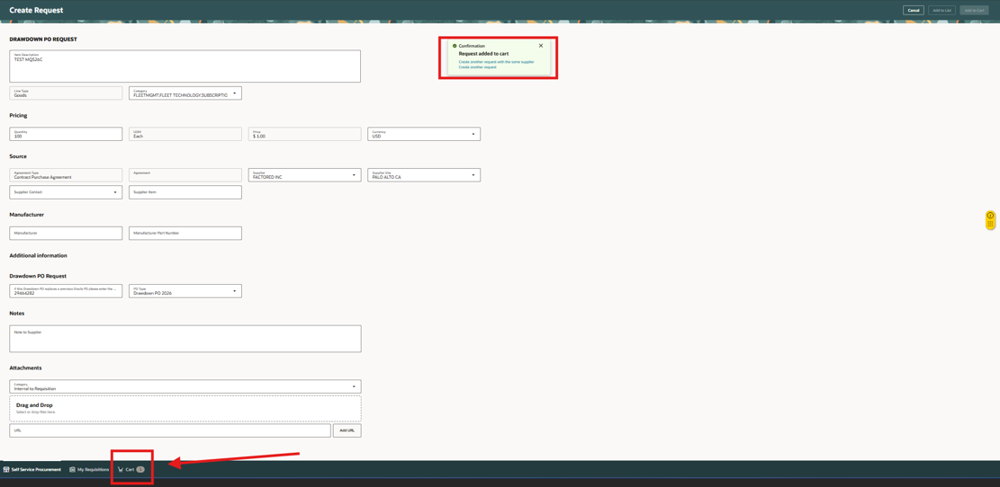 Create Request
Cancel
Add to List
Add to Cart
DRAWDOWN PO REQUEST
Confirmation
Request added to cart
Create another request with the same supplier
Create another request
Item Description
TEST MQS26C
Line Type
Goods
Category
FLEETMGMT.FLEET TECHNOLOGY.SUBSCRIPTIO
Pricing
Quantity
100
UOM
Each
Price
$ 1.00
Currency
USD
Source
Agreement Type
Contract Purchase Agreement
Agreement
Supplier
FACTORED INC
Supplier Site
PALO ALTO CA
Supplier Contact
Supplier Item
Manufacturer
Manufacturer
Manufacturer Part Number
Additional information
Drawdown PO Request
If this Drawdown PO replaces a previous Oracle PO please enter the ...
29464282
PO Type
Drawdown PO 2026
Notes
Note to Supplier
Attachments
Category
Internal to Requisition
Drag and Drop
Select or drop files here
URL
Add URL
Self Service Procurement
My Requisitions
Cart